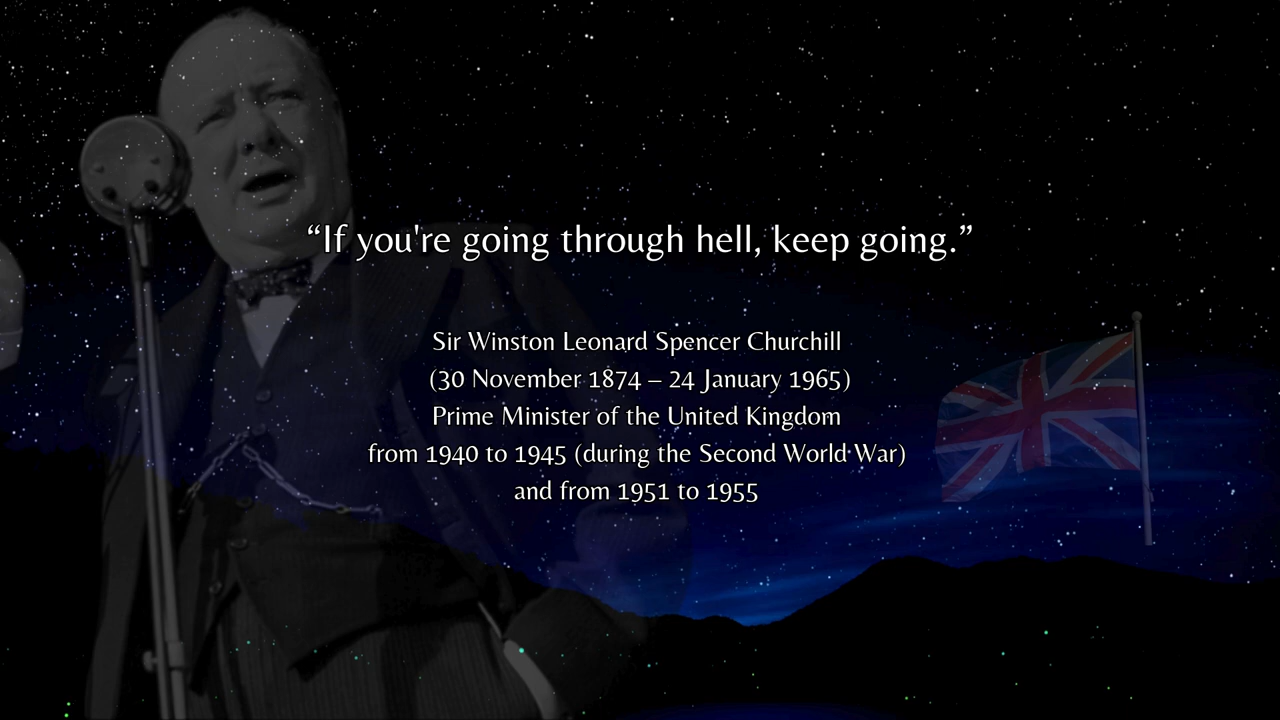 “If you're going through hell, keep going.”
Sir Winston Leonard Spencer Churchill
(30 November 1874 – 24 January 1965)
Prime Minister of the United Kingdom
from 1940 to 1945 (during the Second World War)
and from 1951 to 1955